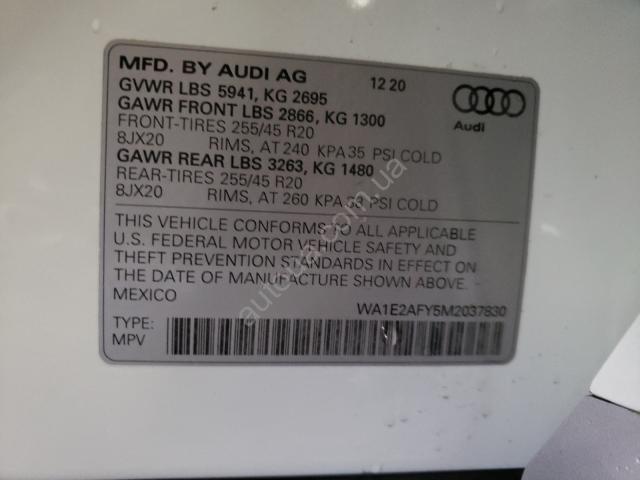 MFD. BY AUDI AG 12 20
GVWR LBS 5941, KG 2695
GAWR FRONT LBS 2866, KG 1300
FRONT-TIRES 255/45 R20
8JX20 RIMS, AT 240 KPA 35 PSI COLD
GAWR REAR LBS 3263, KG 1480
REAR-TIRES 255/45 R20
8JX20 RIMS, AT 260 KPA 38 PSI COLD
Audi
THIS VEHICLE CONFORMS TO ALL APPLICABLE
U.S. FEDERAL MOTOR VEHICLE SAFETY AND
THEFT PREVENTION STANDARDS IN EFFECT ON
THE DATE OF MANUFACTURE SHOWN ABOVE.
MEXICO WA1E2AFY5M2037830
TYPE:
MPV